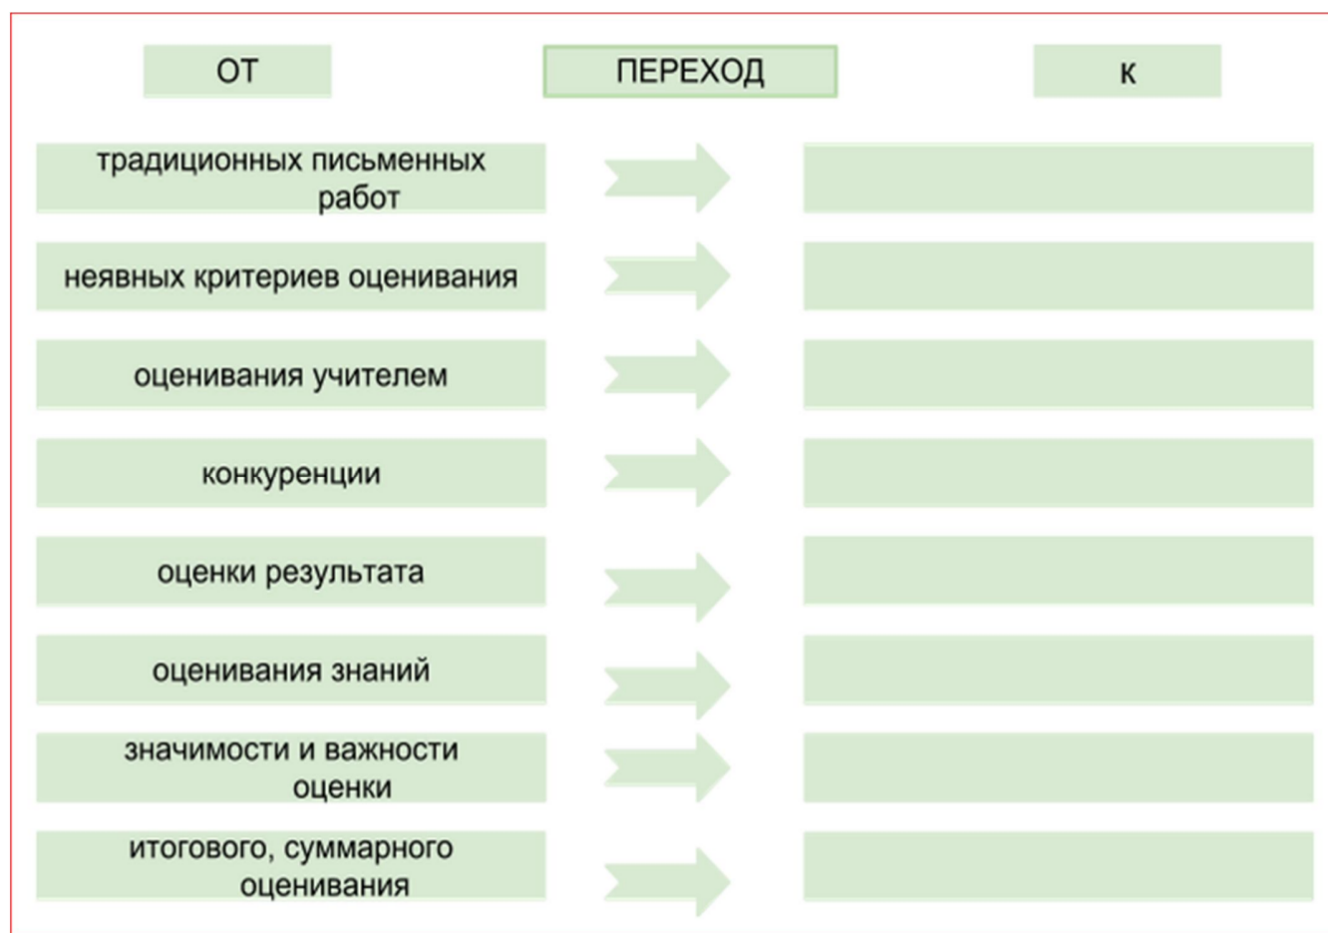 ОТ
ПЕРЕХОД
К
традиционных письменных
работ
неявных критериев оценивания
оценивания учителем
конкуренции
оценки результата
оценивания знаний
значимости и важности
оценки
итогового, суммарного
оценивания